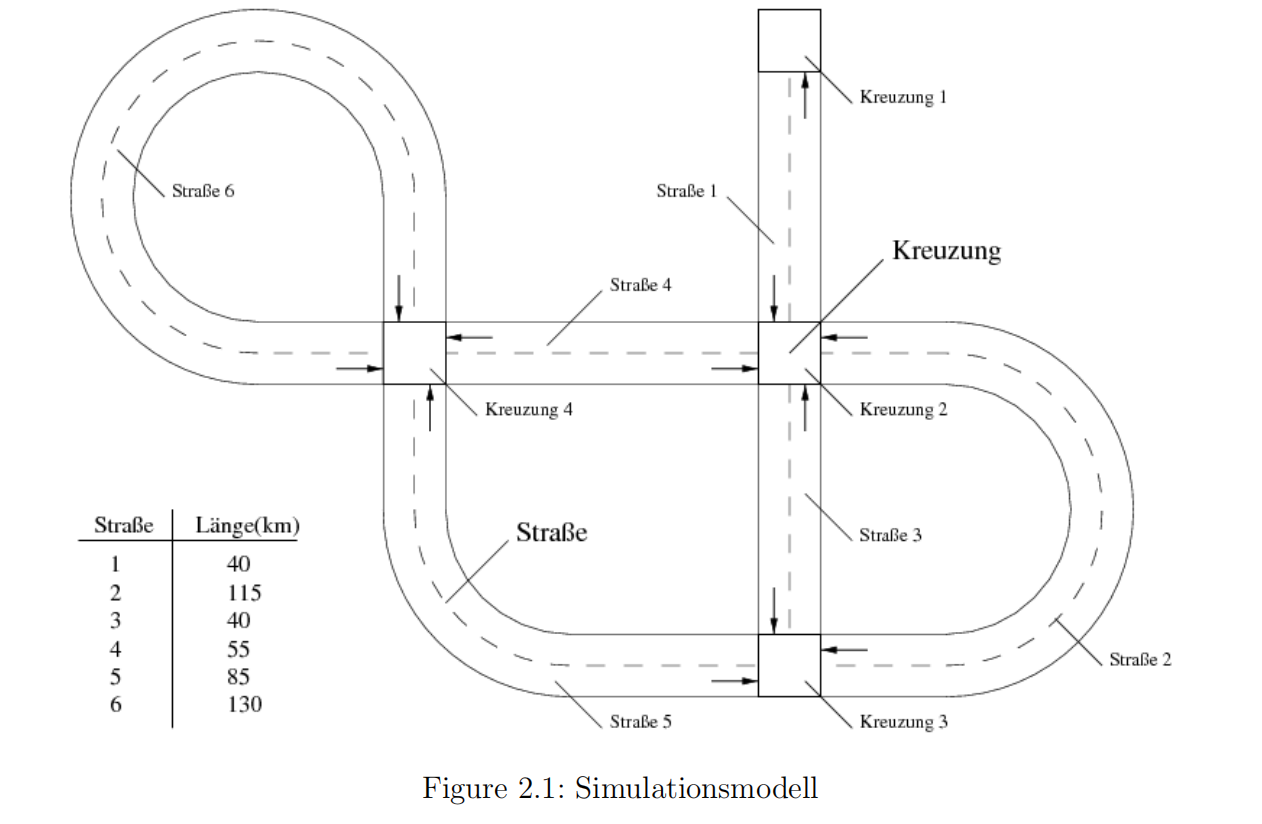 Kreuzung 1
Straße 6
Straße 1
Kreuzung
Straße 4
Kreuzung 4
Kreuzung 2
Straße Länge(km)
1 40
2 115
3 40
4 55
5 85
6 130
Straße
Straße 3
Straße 2
Straße 5
Kreuzung 3
Figure 2.1: Simulationsmodell